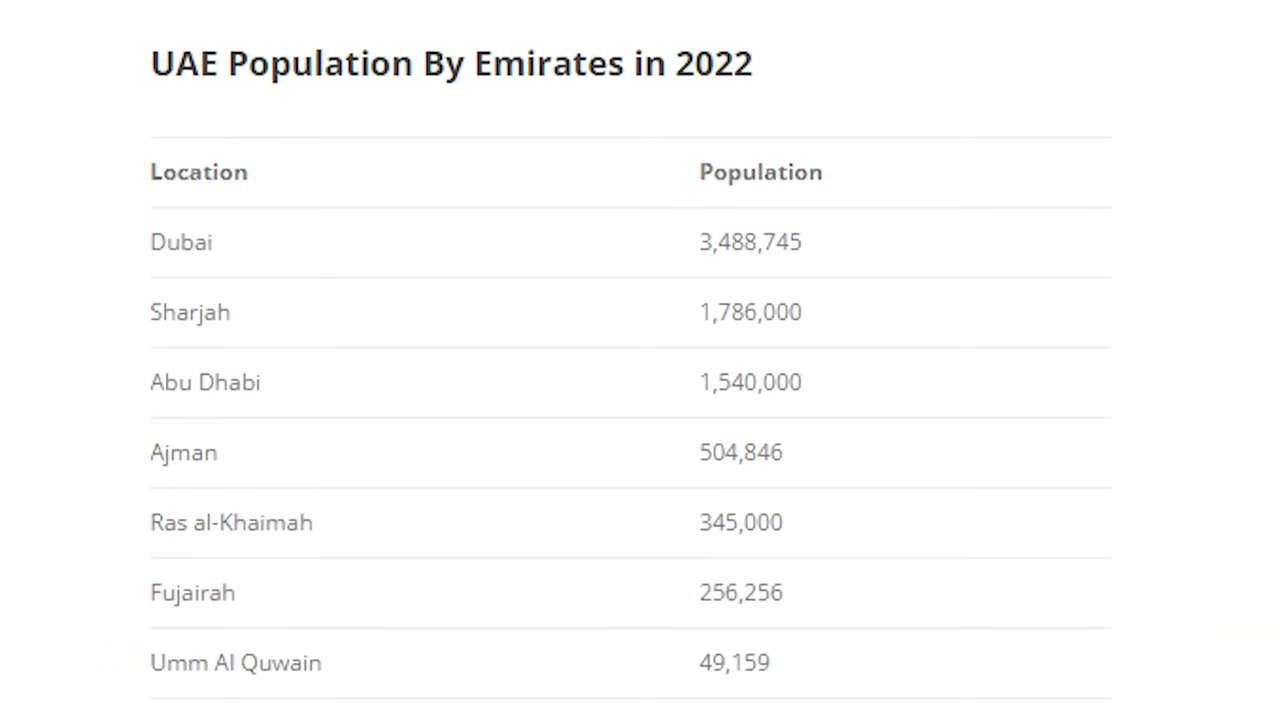 UAE Population By Emirates in 2022
Location Population
Dubai 3,488,745
Sharjah 1,786,000
Abu Dhabi 1,540,000
Ajman 504,846
Ras al-Khaimah 345,000
Fujairah 256,256
Umm Al Quwain 49,159